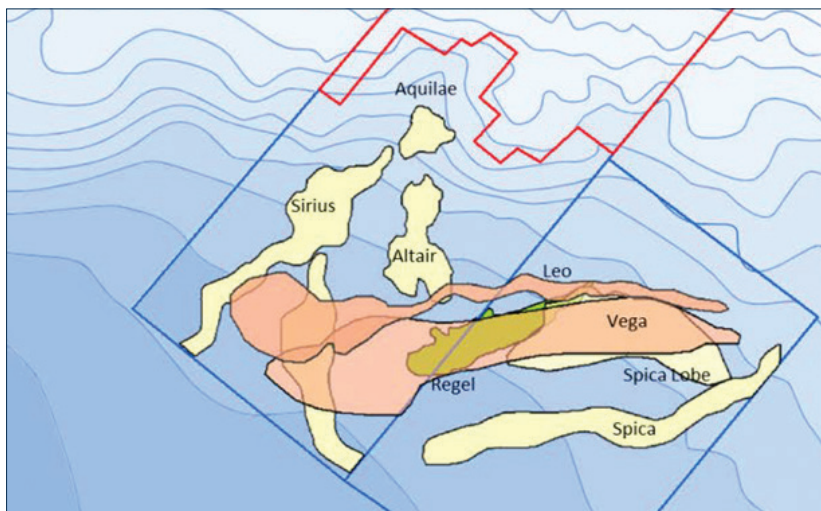 Aquilae
Sirius
Altair
Leo
Vega
Regel
Spica Lobe
Spica